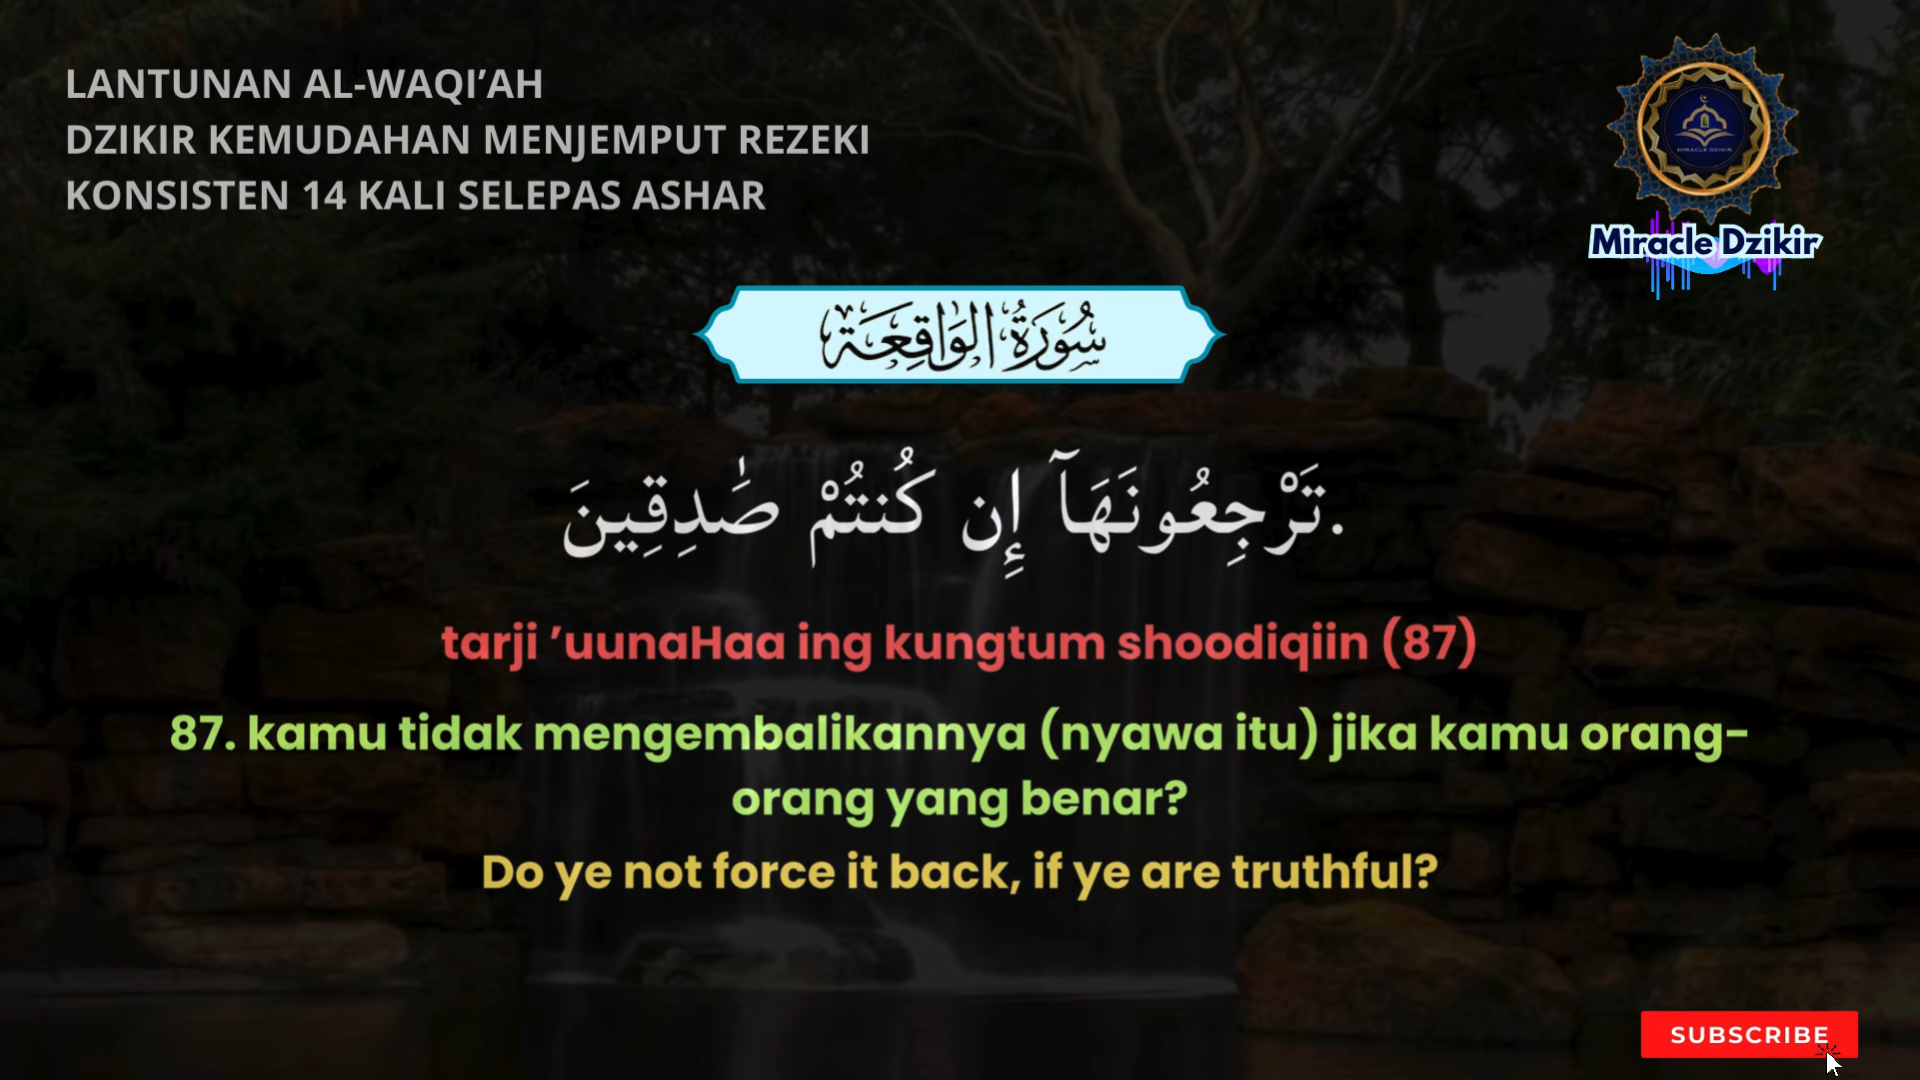 LANTUNAN AL-WAQI’AH
DZIKIR KEMUDAHAN MENJEMPUT REZEKI
KONSISTEN 14 KALI SELEPAS ASHAR
MIRACLE DZIKIR
Miracle Dzikir
سُورَةُ الوَاقِعَة
تَرْجِعُونَهَآ إِن كُنتُمْ صَٰدِقِينَ.
tarji ’uunaHaa ing kungtum shoodiqiin (87)
87. kamu tidak mengembalikannya (nyawa itu) jika kamu orang-
orang yang benar?
Do ye not force it back, if ye are truthful?
SUBSCRIBE